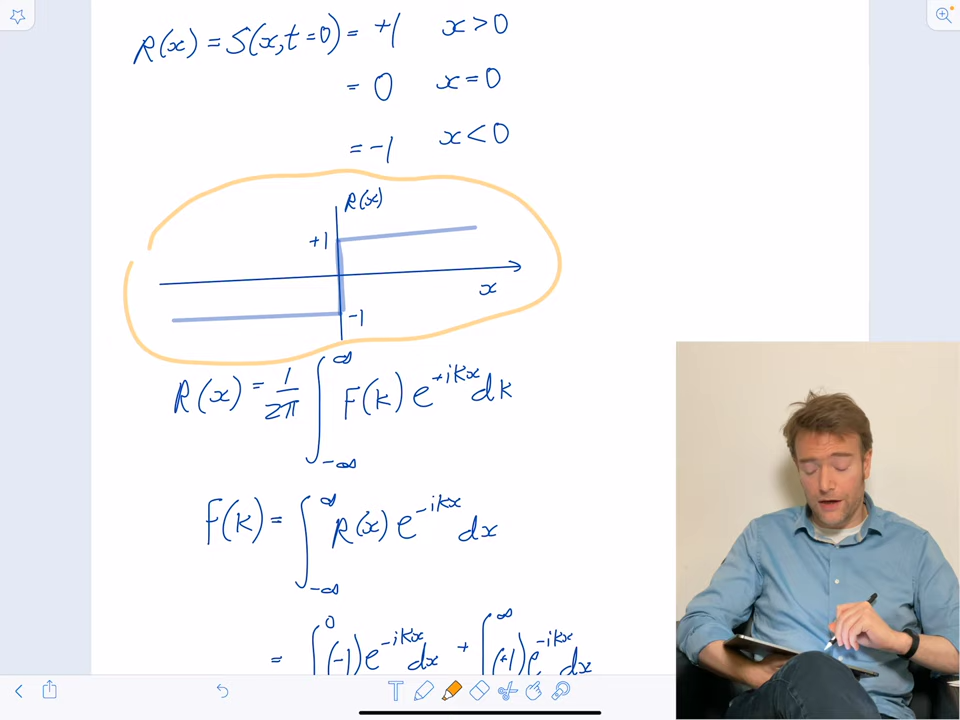 R(x) = S(x,t=0) = +1 x > 0
= 0 x = 0
= -1 x < 0
R(x)
+1
x
-1
R(x) = 1/2π ∫_{-∞}^{∞} F(k) e^{+ikx} dk
F(k) = ∫_{-∞}^{∞} R(x) e^{-ikx} dx
= ∫^{0} (-1) e^{-ikx} dx + ∫^{∞} (+1) e^{-ikx} dx
T